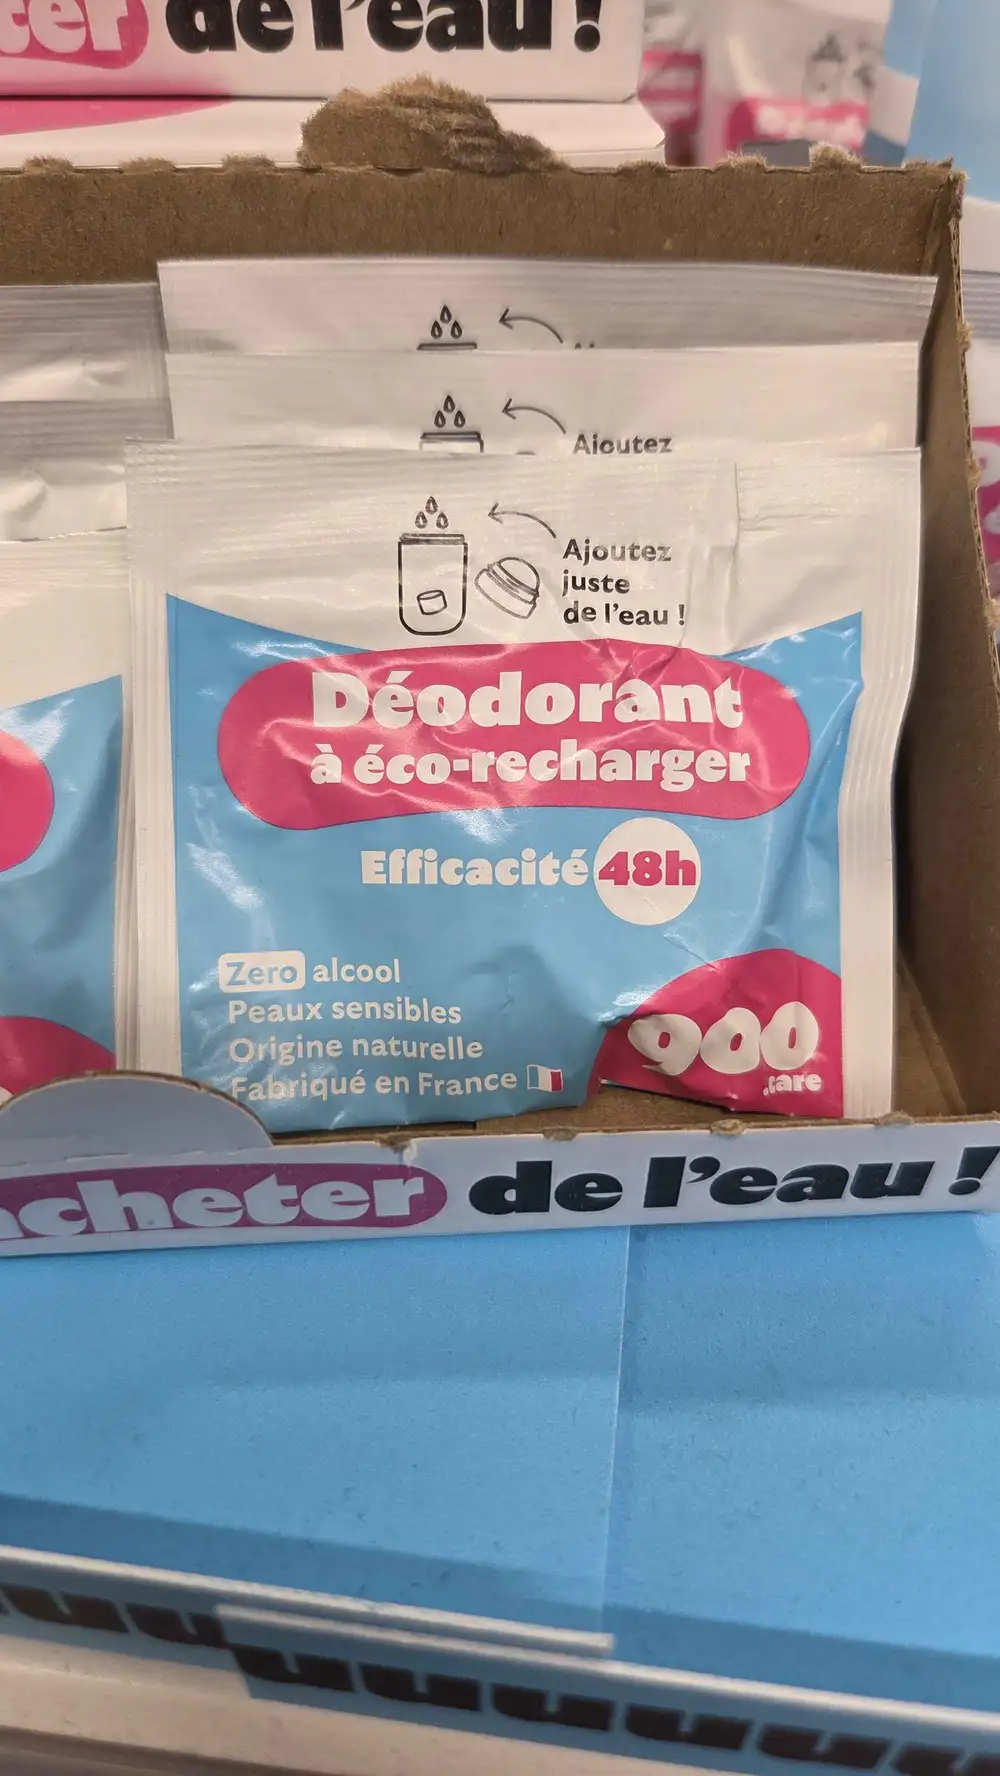 de l'eau !
Ajoutez
Ajoutez
juste
de l'eau !
Déodorant
à éco-recharger
Efficacité 48h
Zero alcool
Peaux sensibles
Origine naturelle
Fabriqué en France
900
.care
acheter de l'eau !